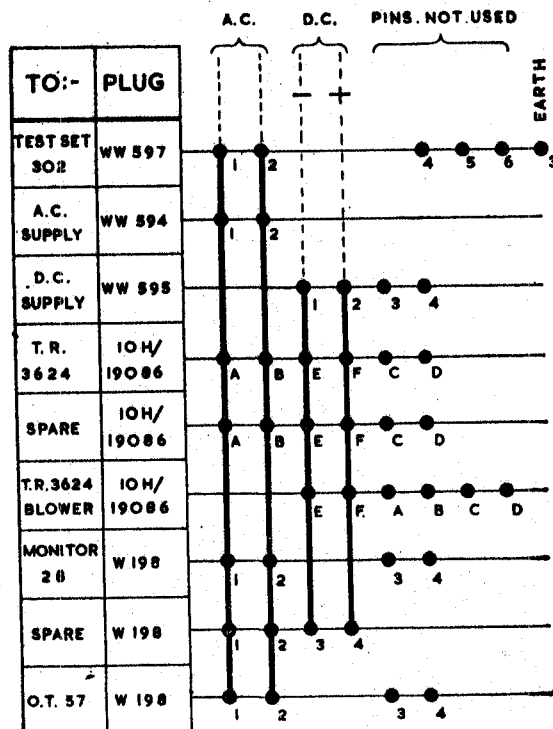 A.C. D.C. PINS. NOT USED
EARTH
TO:- PLUG
− +
TEST SET
302
WW 597
1 2 4 5 6 3
A.C.
SUPPLY
WW 594
1 2
D.C.
SUPPLY
WW 595
1 2 3 4
T. R.
3624
10H/
19086
A B E F C D
SPARE
10H/
19086
A B E F C D
T.R.3624
BLOWER
10H/
19086
E F. A B C D
MONITOR
28
W 198
1 2 3 4
SPARE
W 198
1 2 3 4
O.T. 57
W 198
1 2 3 4